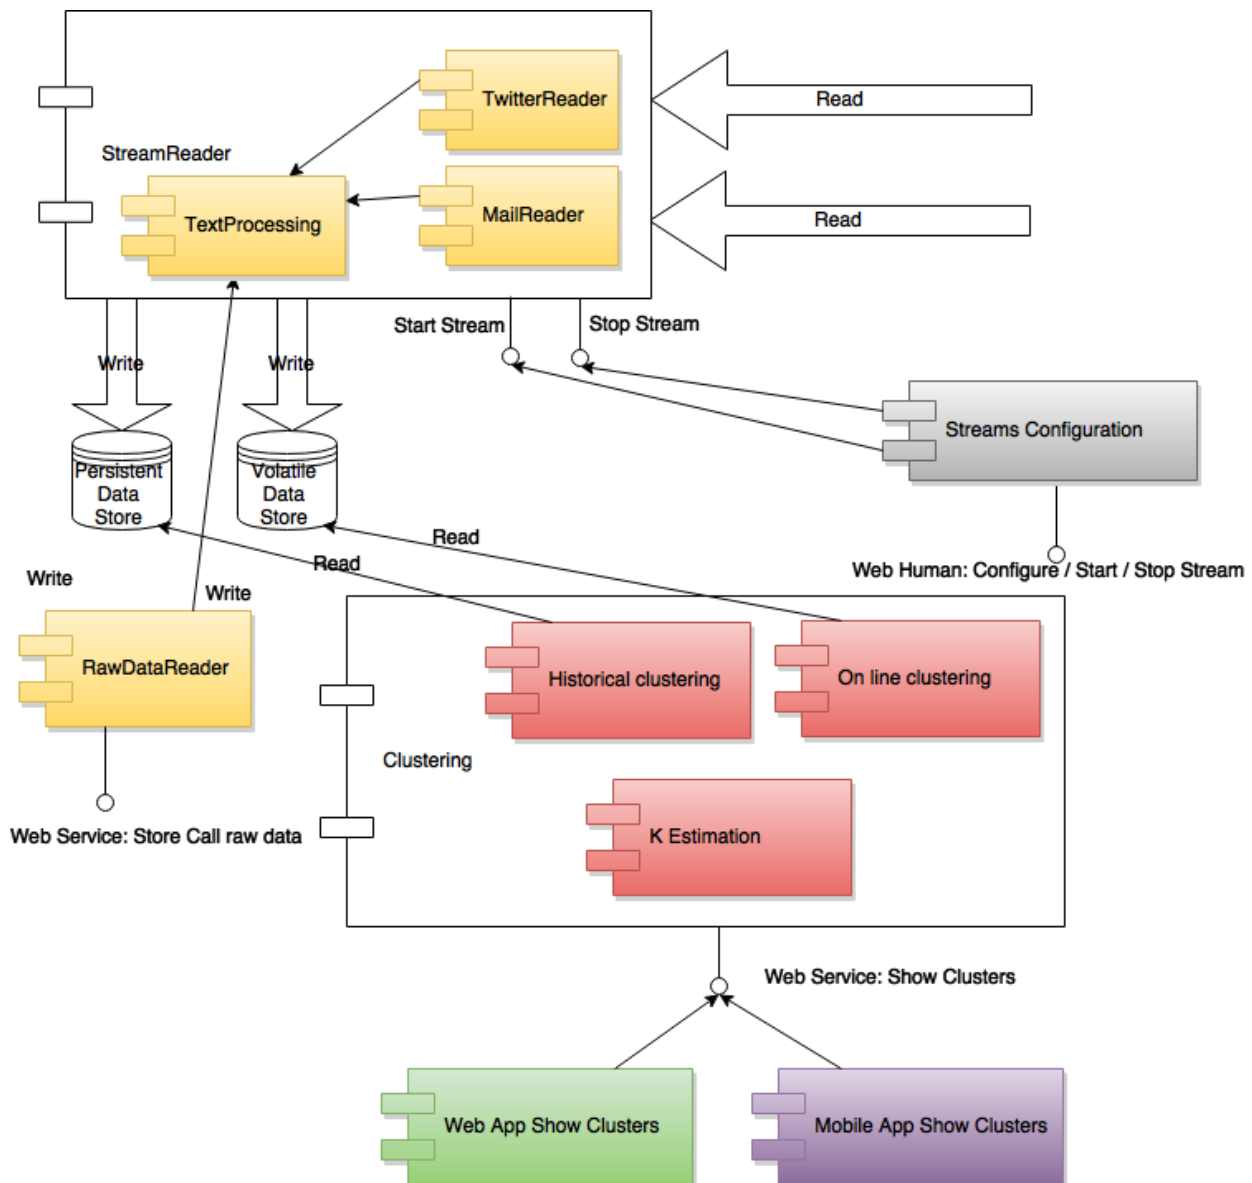 TwitterReader
Read
StreamReader
MailReader
Read
TextProcessing
Start Stream
Stop Stream
Write
Write
Streams Configuration
Persistent
Data
Store
Volatile
Data
Store
Read
Read
Web Human: Configure / Start / Stop Stream
Write
Write
RawDataReader
Historical clustering
On line clustering
Clustering
Web Service: Store Call raw data
K Estimation
Web Service: Show Clusters
Web App Show Clusters
Mobile App Show Clusters